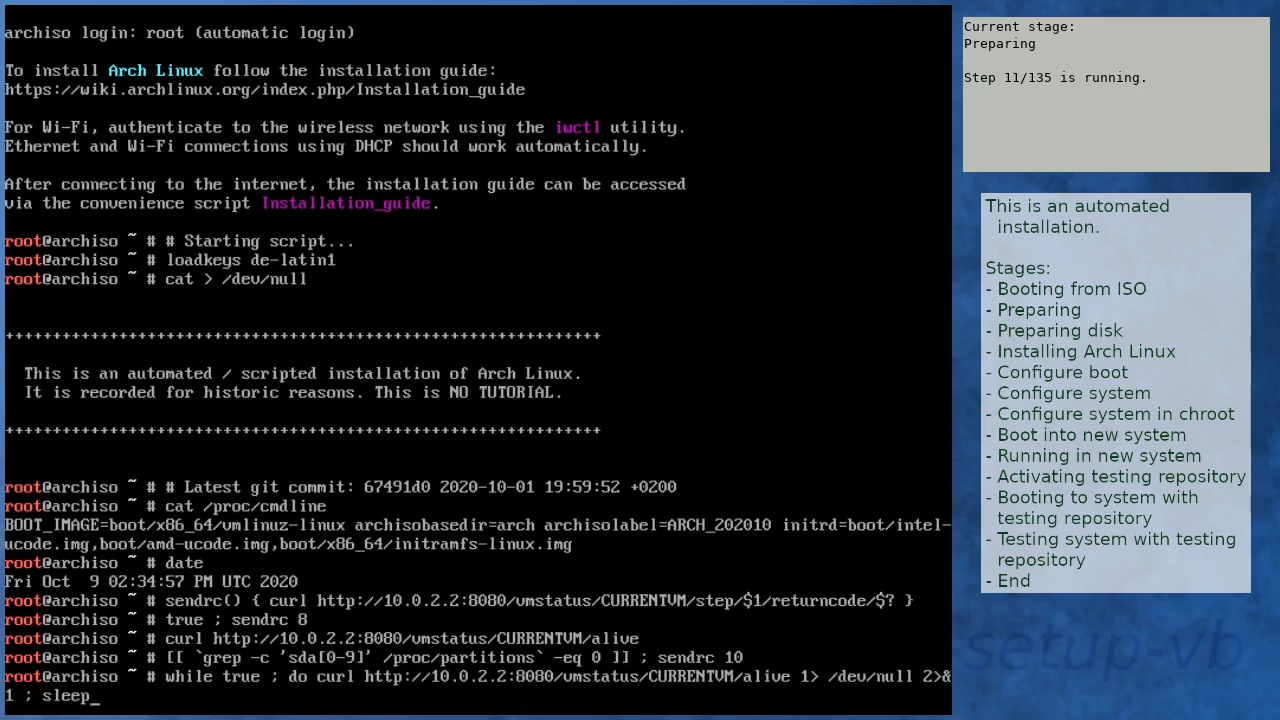 archiso login: root (automatic login)
To install Arch Linux follow the installation guide:
https://wiki.archlinux.org/index.php/Installation_guide
For Wi-Fi, authenticate to the wireless network using the iwctl utility.
Ethernet and Wi-Fi connections using DHCP should work automatically.
After connecting to the internet, the installation guide can be accessed
via the convenience script Installation_guide.
root@archiso ~ # # Starting script...
root@archiso ~ # loadkeys de-latin1
root@archiso ~ # cat > /dev/null
+++++++++++++++++++++++++++++++++++++++++++++++++++++++++++++++
This is an automated / scripted installation of Arch Linux.
It is recorded for historic reasons. This is NO TUTORIAL.
+++++++++++++++++++++++++++++++++++++++++++++++++++++++++++++++
root@archiso ~ # # Latest git commit: 67491d0 2020-10-01 19:59:52 +0200
root@archiso ~ # cat /proc/cmdline
BOOT_IMAGE=boot/x86_64/vmlinuz-linux archisobasedir=arch archisolabel=ARCH_202010 initrd=boot/intel-
ucode.img,boot/amd-ucode.img,boot/x86_64/initramfs-linux.img
root@archiso ~ # date
Fri Oct  9 02:34:57 PM UTC 2020
root@archiso ~ # sendrc() { curl http://10.0.2.2:8080/vmstatus/CURRENTVM/step/$1/returncode/$? }
root@archiso ~ # true ; sendrc 8
root@archiso ~ # curl http://10.0.2.2:8080/vmstatus/CURRENTVM/alive
root@archiso ~ # [[ `grep -c 'sda[0-9]' /proc/partitions` -eq 0 ]] ; sendrc 10
root@archiso ~ # while true ; do curl http://10.0.2.2:8080/vmstatus/CURRENTVM/alive 1> /dev/null 2>&
1 ; sleep_
Current stage:
Preparing
Step 11/135 is running.
This is an automated
installation.
Stages:
- Booting from ISO
- Preparing
- Preparing disk
- Installing Arch Linux
- Configure boot
- Configure system
- Configure system in chroot
- Boot into new system
- Running in new system
- Activating testing repository
- Booting to system with
testing repository
- Testing system with testing
repository
- End
setup-vb